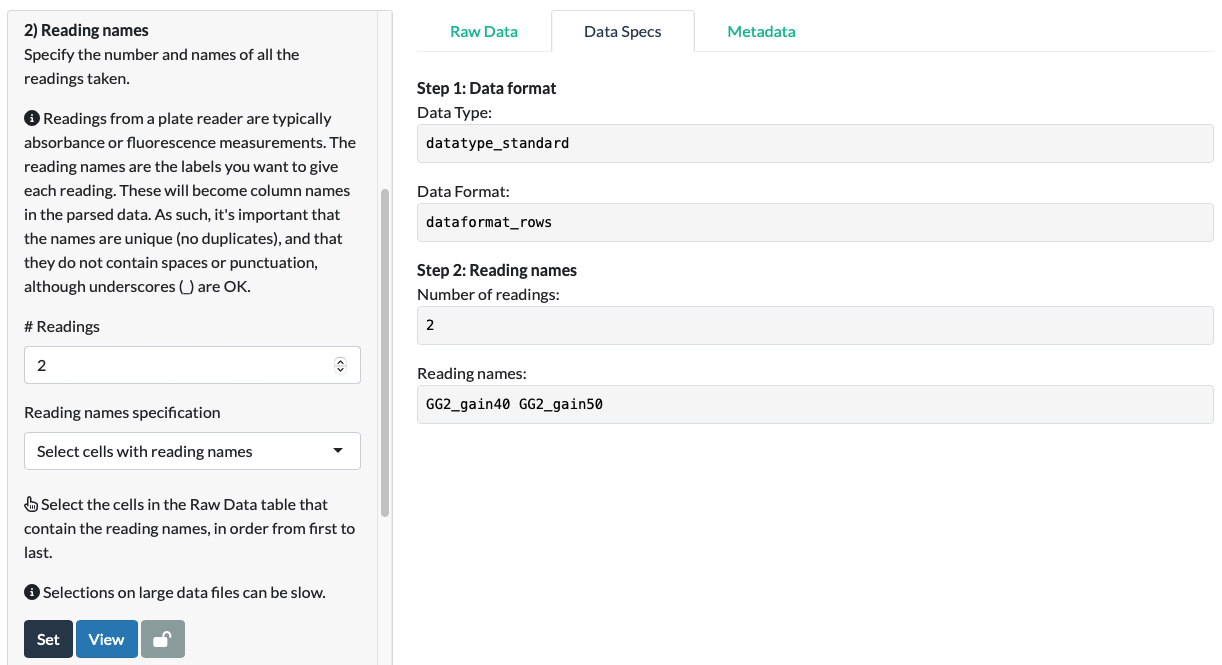 2) Reading names
Specify the number and names of all the
readings taken.
Readings from a plate reader are typically
absorbance or fluorescence measurements. The
reading names are the labels you want to give
each reading. These will become column names
in the parsed data. As such, it's important that
the names are unique (no duplicates), and that
they do not contain spaces or punctuation,
although underscores (_) are OK.
# Readings
2
Reading names specification
Select cells with reading names
Select the cells in the Raw Data table that
contain the reading names, in order from first to
last.
Selections on large data files can be slow.
Set View
Raw Data Data Specs Metadata
Step 1: Data format
Data Type:
datatype_standard
Data Format:
dataformat_rows
Step 2: Reading names
Number of readings:
2
Reading names:
GG2_gain40 GG2_gain50